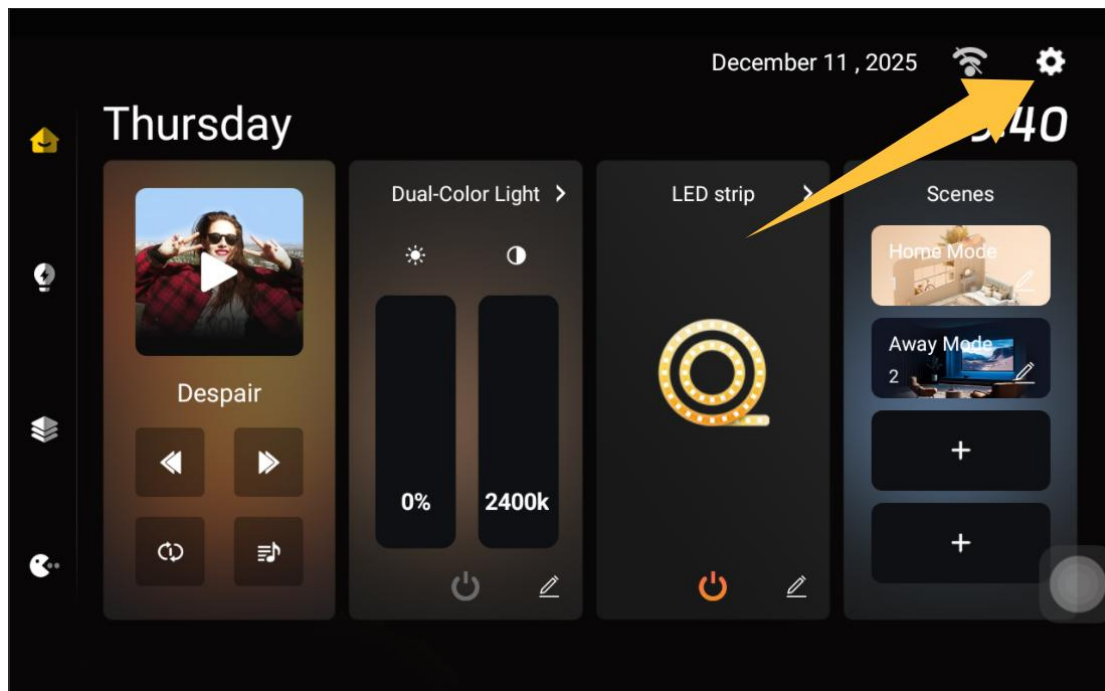 December 11 , 2025
Thursday
40
Dual-Color Light
LED strip
Scenes
Home Mode
1
Away Mode
2
Despair
0%
2400k
+
+